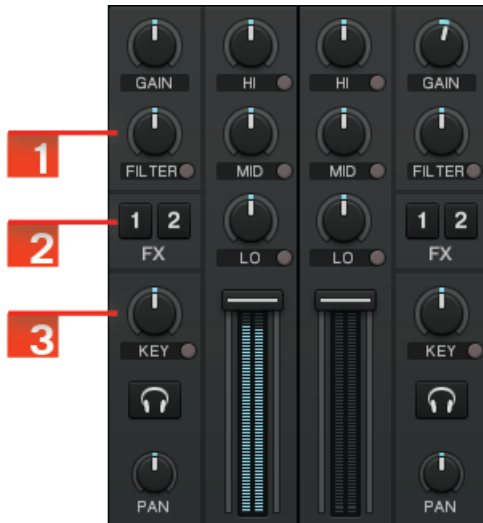 GAIN HI HI GAIN
1 FILTER MID MID FILTER
2 1 2 LO LO 1 2
FX FX
3 KEY KEY
PAN PAN